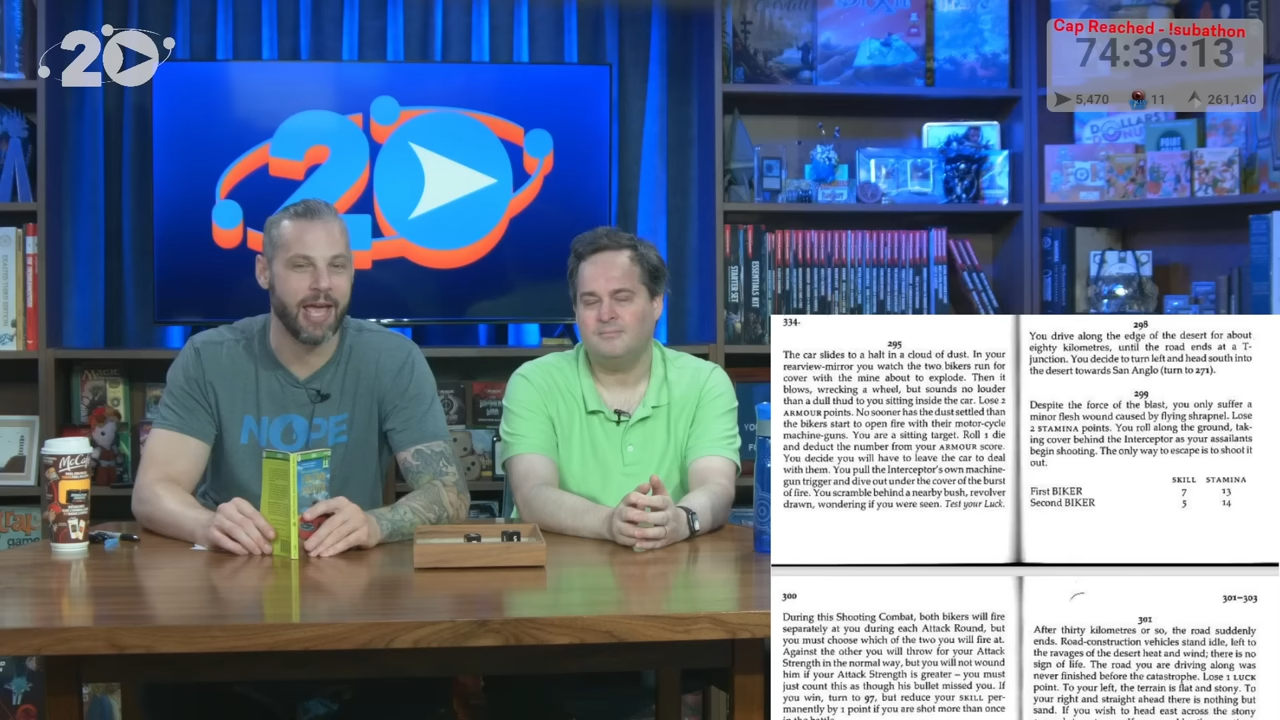 20
Cap Reached - !subathon
74:39:13
5,470 11 261,140
20
DOLLARS
STARTER SET
ESSENTIALS KIT
NOPE
McCafé
game
YOU
334.
295
The car slides to a halt in a cloud of dust. In your
rearview-mirror you watch the two bikers run for
cover with the mine about to explode. Then it
blows, wrecking a wheel, but sounds no louder
than a dull thud to you sitting inside the car. Lose 2
ARMOUR points. No sooner has the dust settled than
the bikers start to open fire with their motor-cycle
machine-guns. You are a sitting target. Roll 1 die
and deduct the number from your ARMOUR score.
You decide you will have to leave the car to deal
with them. You pull the Interceptor's own machine-
gun trigger and dive out under the cover of the burst
of fire. You scramble behind a nearby bush, revolver
drawn, wondering if you were seen. Test your Luck.
298
You drive along the edge of the desert for about
eighty kilometres, until the road ends at a T-
junction. You decide to turn left and head south into
the desert towards San Anglo (turn to 271).
299
Despite the force of the blast, you only suffer a
minor flesh wound caused by flying shrapnel. Lose
2 STAMINA points. You roll along the ground, tak-
ing cover behind the Interceptor as your assailants
begin shooting. The only way to escape is to shoot it
out.
SKILL STAMINA
First BIKER 7 13
Second BIKER 5 14
300
During this Shooting Combat, both bikers will fire
separately at you during each Attack Round, but
you must choose which of the two you will fire at.
Against the other you will throw for your Attack
Strength in the normal way, but you will not wound
him if your Attack Strength is greater – you must
just count this as though his bullet missed you. If
you win, turn to 97, but reduce your SKILL per-
manently by 1 point if you are shot more than once
in the battle.
301–303
301
After thirty kilometres or so, the road suddenly
ends. Road-construction vehicles stand idle, left to
the ravages of the desert heat and wind; there is no
sign of life. The road you are driving along was
never finished before the catastrophe. Lose 1 LUCK
point. To your left, the terrain is flat and stony. To
your right and straight ahead there is nothing but
sand. If you wish to head east across the stony